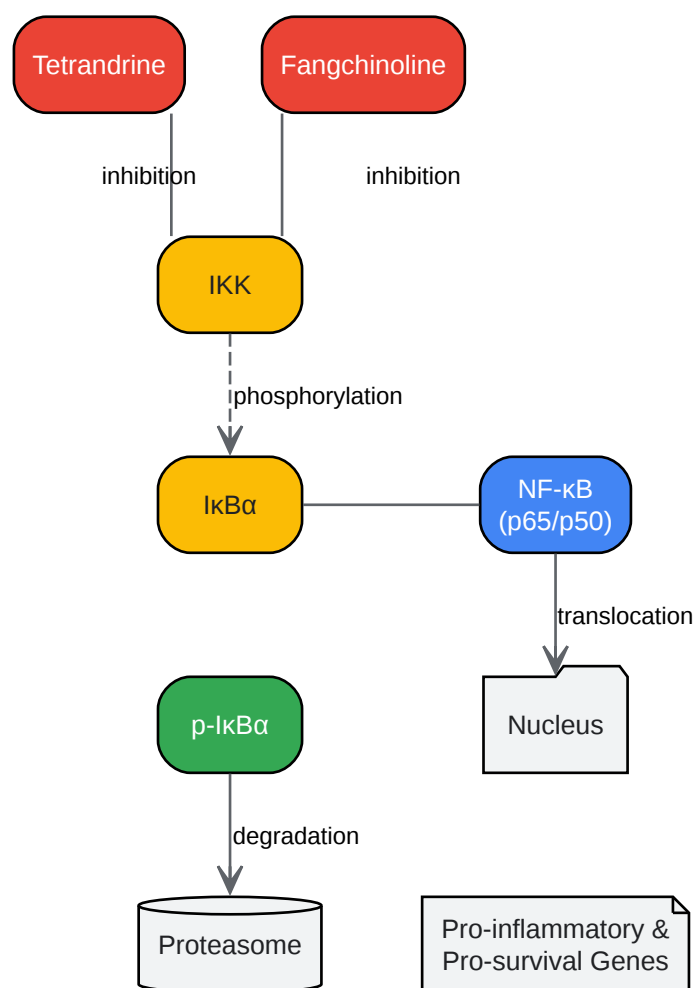 Tetrandrine
Fangchinoline
inhibition
inhibition
IKK
phosphorylation
IκBα
NF-κB
(p65/p50)
translocation
p-IκBα
Nucleus
degradation
Proteasome
Pro-inflammatory &
Pro-survival Genes